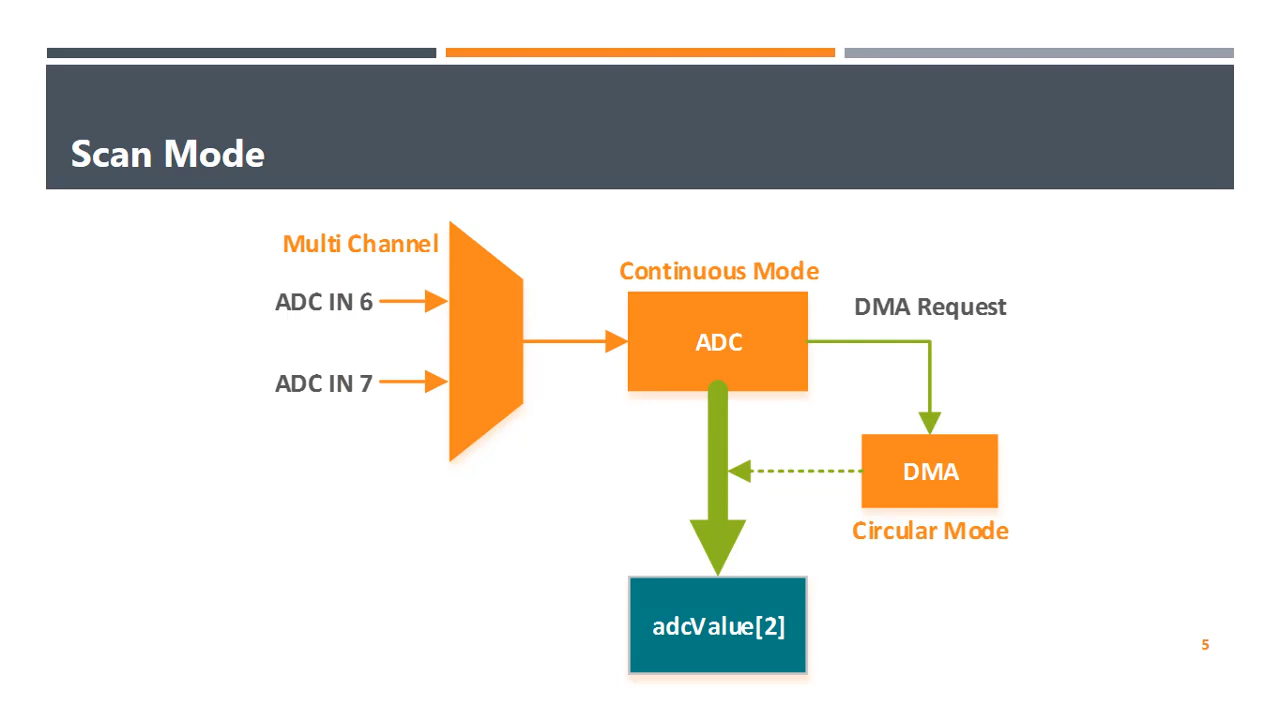 Scan Mode
Multi Channel
ADC IN 6
ADC IN 7
Continuous Mode
ADC
DMA Request
DMA
Circular Mode
adcValue[2]
5